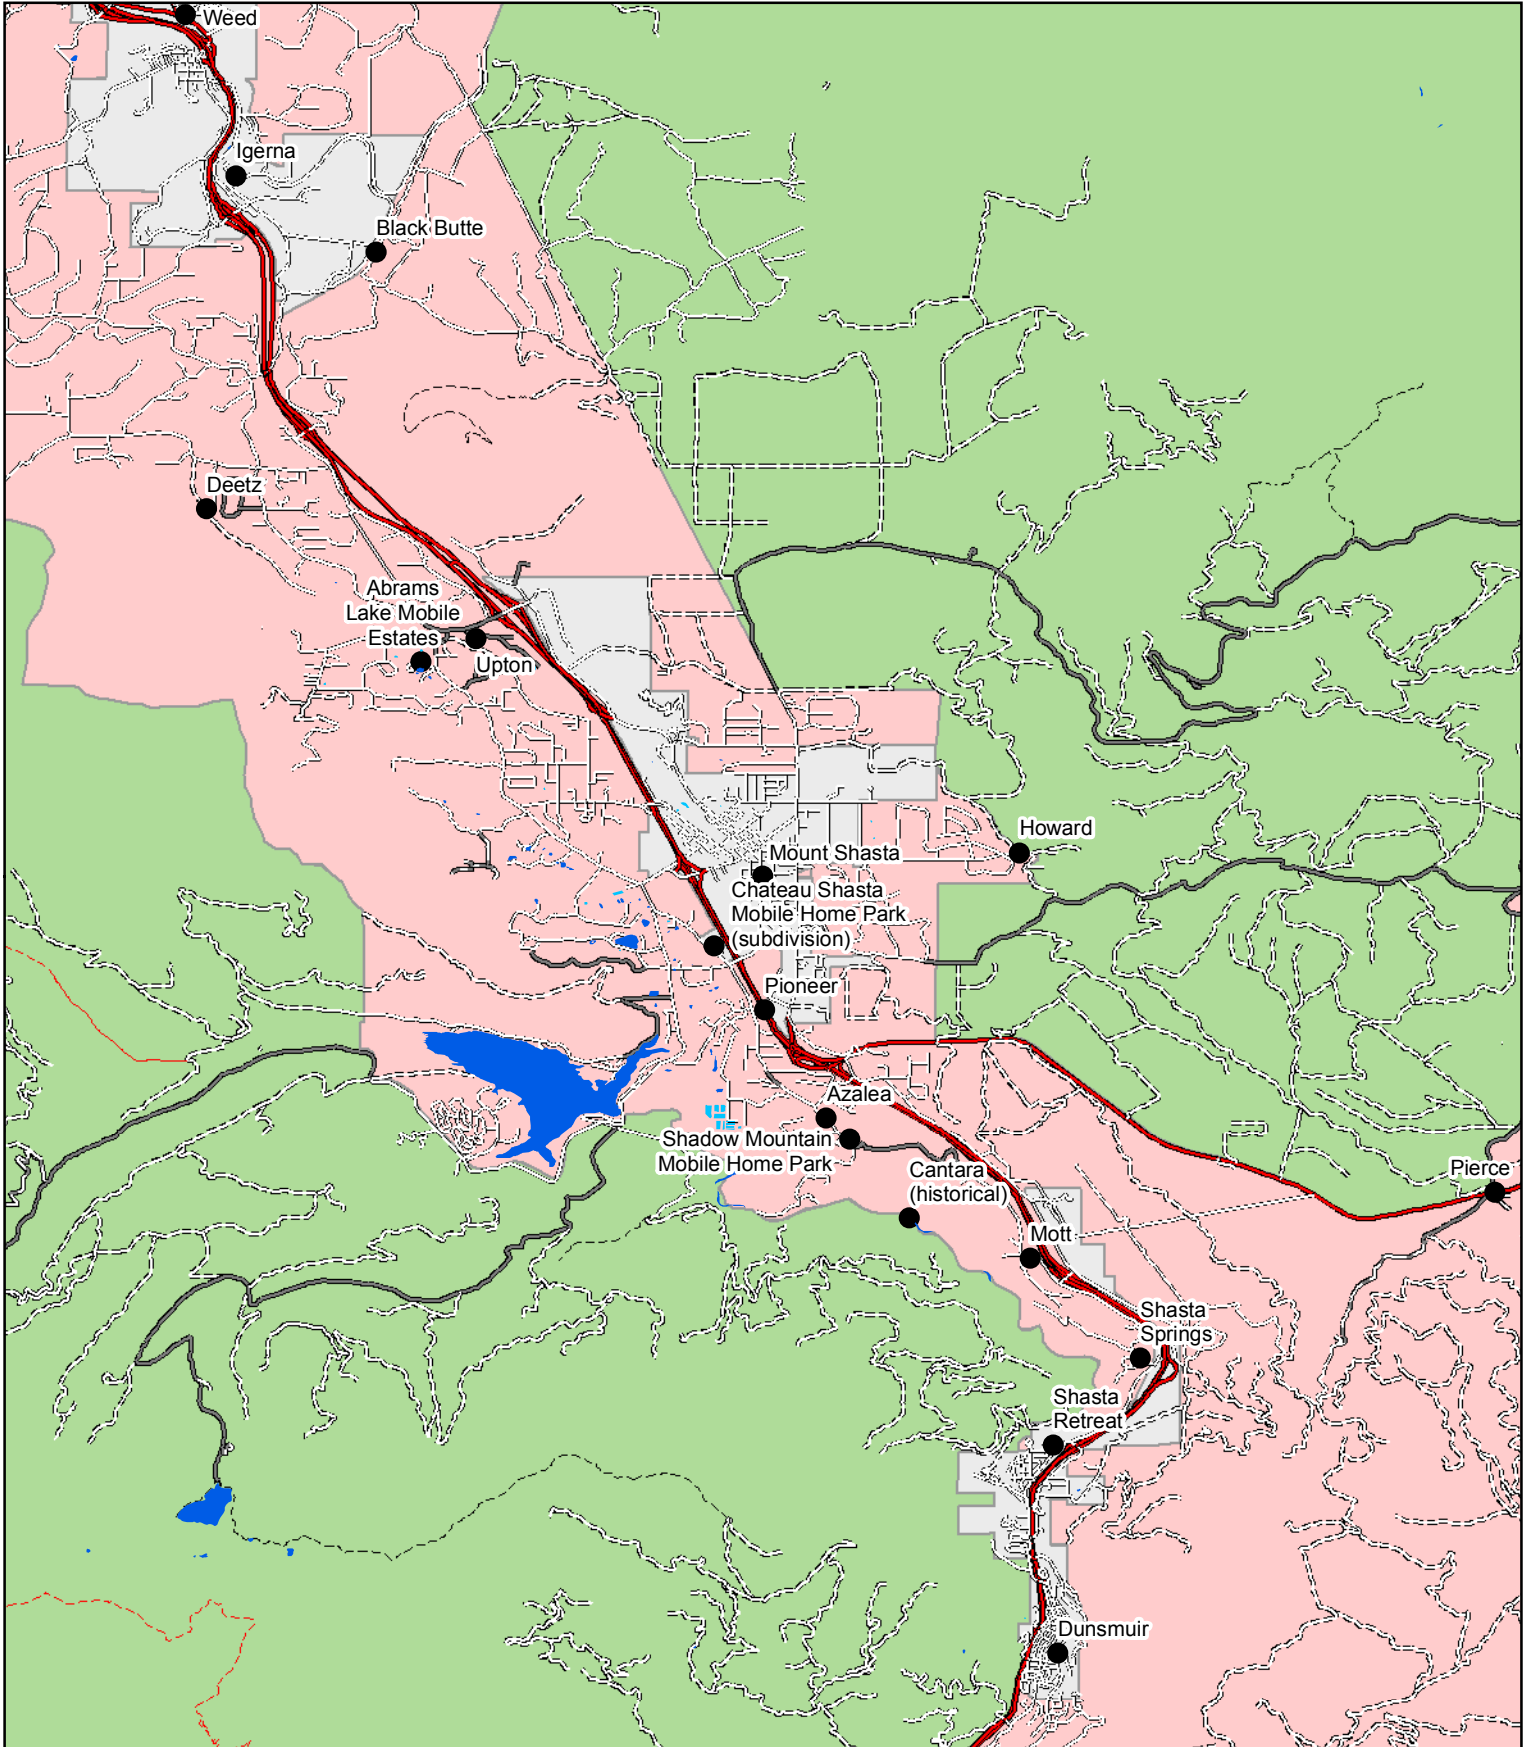 Weed
Igerna
Black Butte
Deetz
Abrams
Lake Mobile
Estates
Upton
Howard
Mount Shasta
Chateau Shasta
Mobile Home Park
(subdivision)
Pioneer
Azalea
Shadow Mountain
Mobile Home Park
Cantara
(historical)
Pierce
Mott
Shasta
Springs
Shasta
Retreat
Dunsmuir